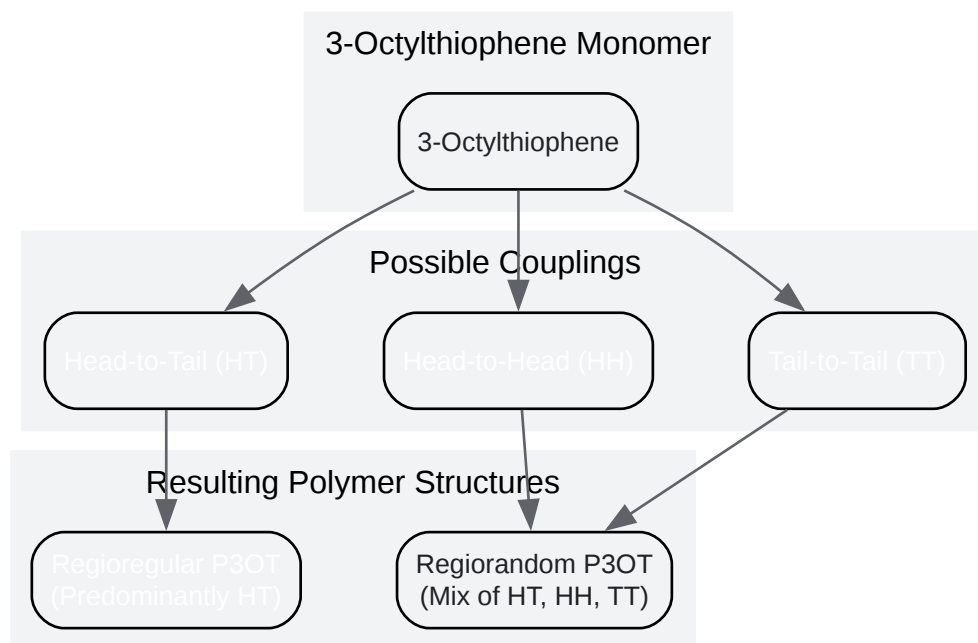 3-Octylthiophene Monomer
3-Octylthiophene
Possible Couplings
Head-to-Tail (HT)
Head-to-Head (HH)
Tail-to-Tail (TT)
Resulting Polymer Structures
Regioregular P3OT
(Predominantly HT)
Regiorandom P3OT
(Mix of HT, HH, TT)